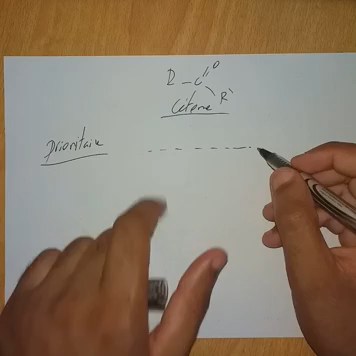 R - C = O
R'
Cétone
prioritaire
- - - - - -